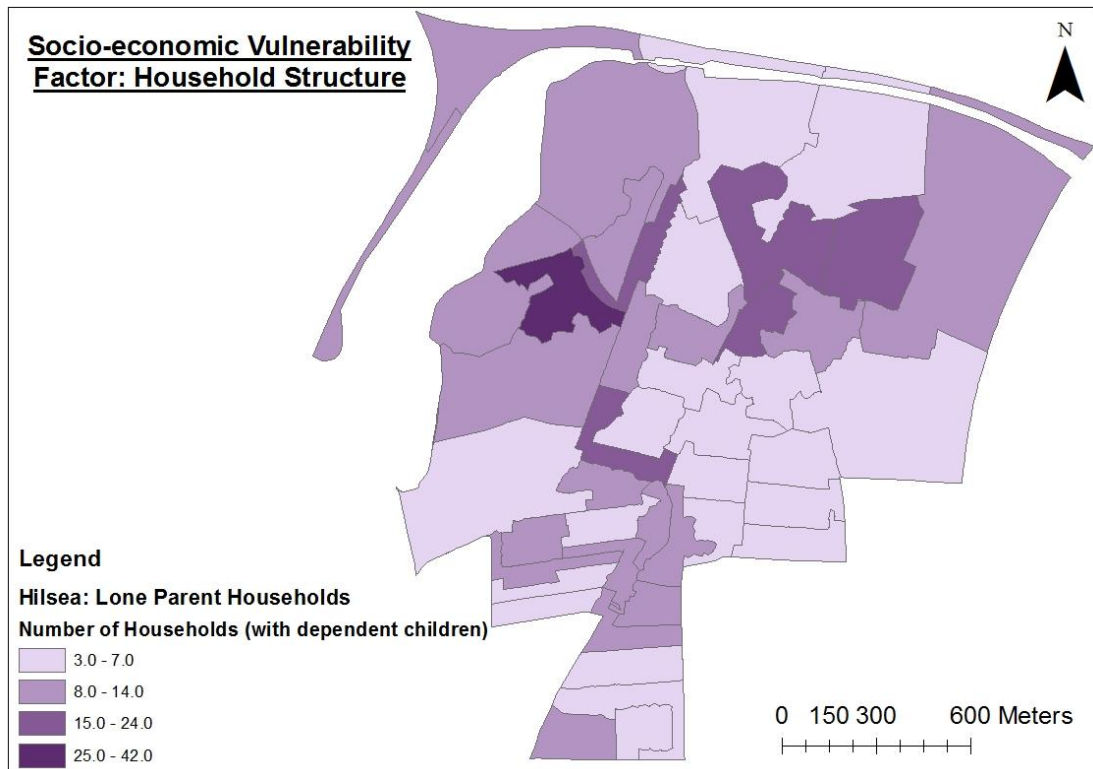 Socio-economic Vulnerability
Factor: Household Structure
N
Legend
Hilsea: Lone Parent Households
Number of Households (with dependent children)
3.0 - 7.0
8.0 - 14.0
15.0 - 24.0
25.0 - 42.0
0 150 300 600 Meters